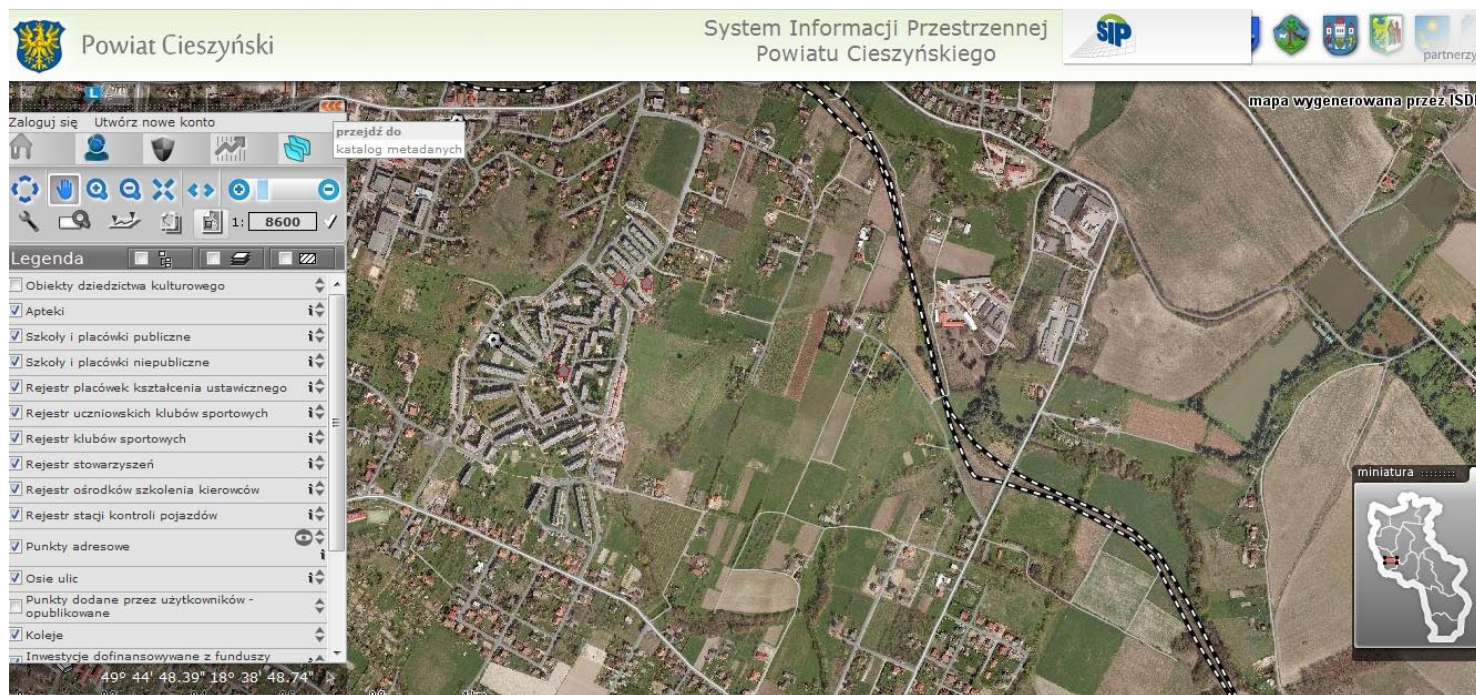 Powiat Cieszyński
System Informacji Przestrzennej
Powiatu Cieszyńskiego
SIP
partnerzy
mapa wygenerowana przez
L
Zaloguj się Utwórz nowe konto
przejdź do
katalog metadanych
1: 8600
Legenda
Obiekty dziedzictwa kulturowego
Apteki
Szkoły i placówki publiczne
Szkoły i placówki niepubliczne
Rejestr placówek kształcenia ustawicznego
Rejestr uczniowskich klubów sportowych
Rejestr klubów sportowych
Rejestr stowarzyszeń
Rejestr ośrodków szkolenia kierowców
Rejestr stacji kontroli pojazdów
Punkty adresowe
Osie ulic
Punkty dodane przez użytkowników -
opublikowane
Koleje
Inwestycje dofinansowywane z funduszy
49° 44' 48.39" 18° 38' 48.74"
miniatura